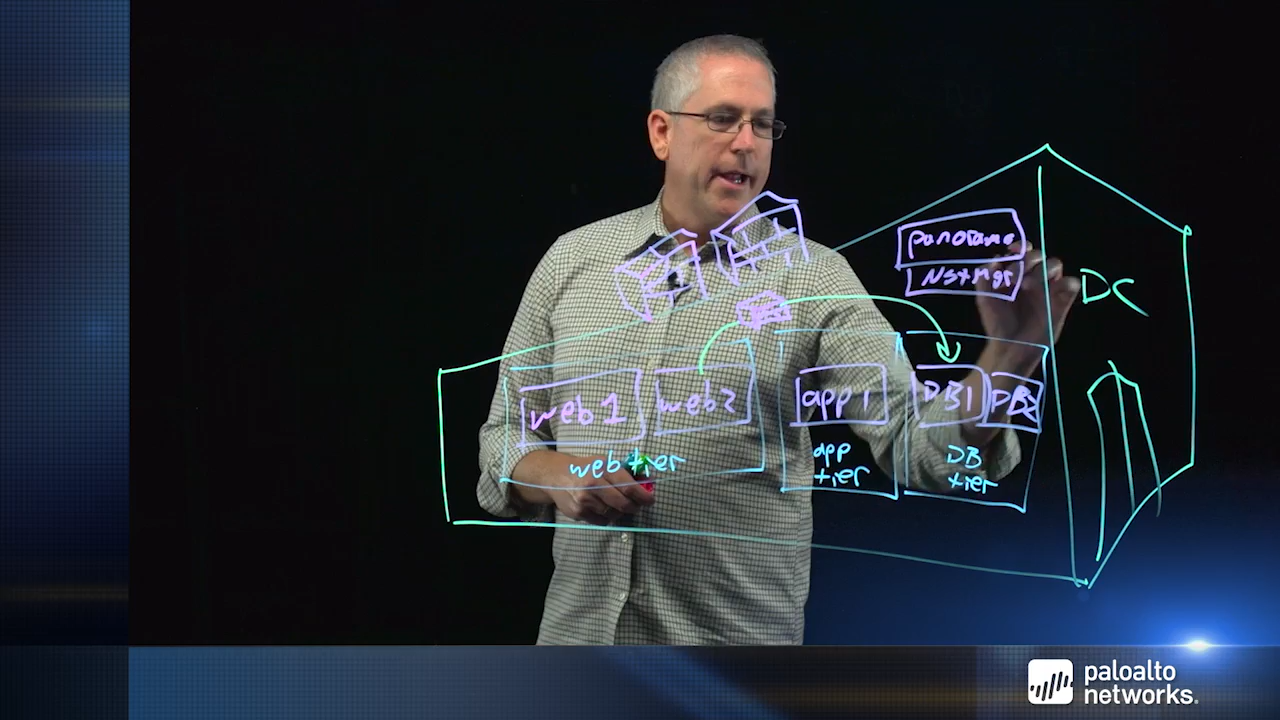 panorama
NSX Mgr
DC
web 1
web 2
app 1
DB1
DB2
web tier
app
tier
DB
tier
paloalto
networks.